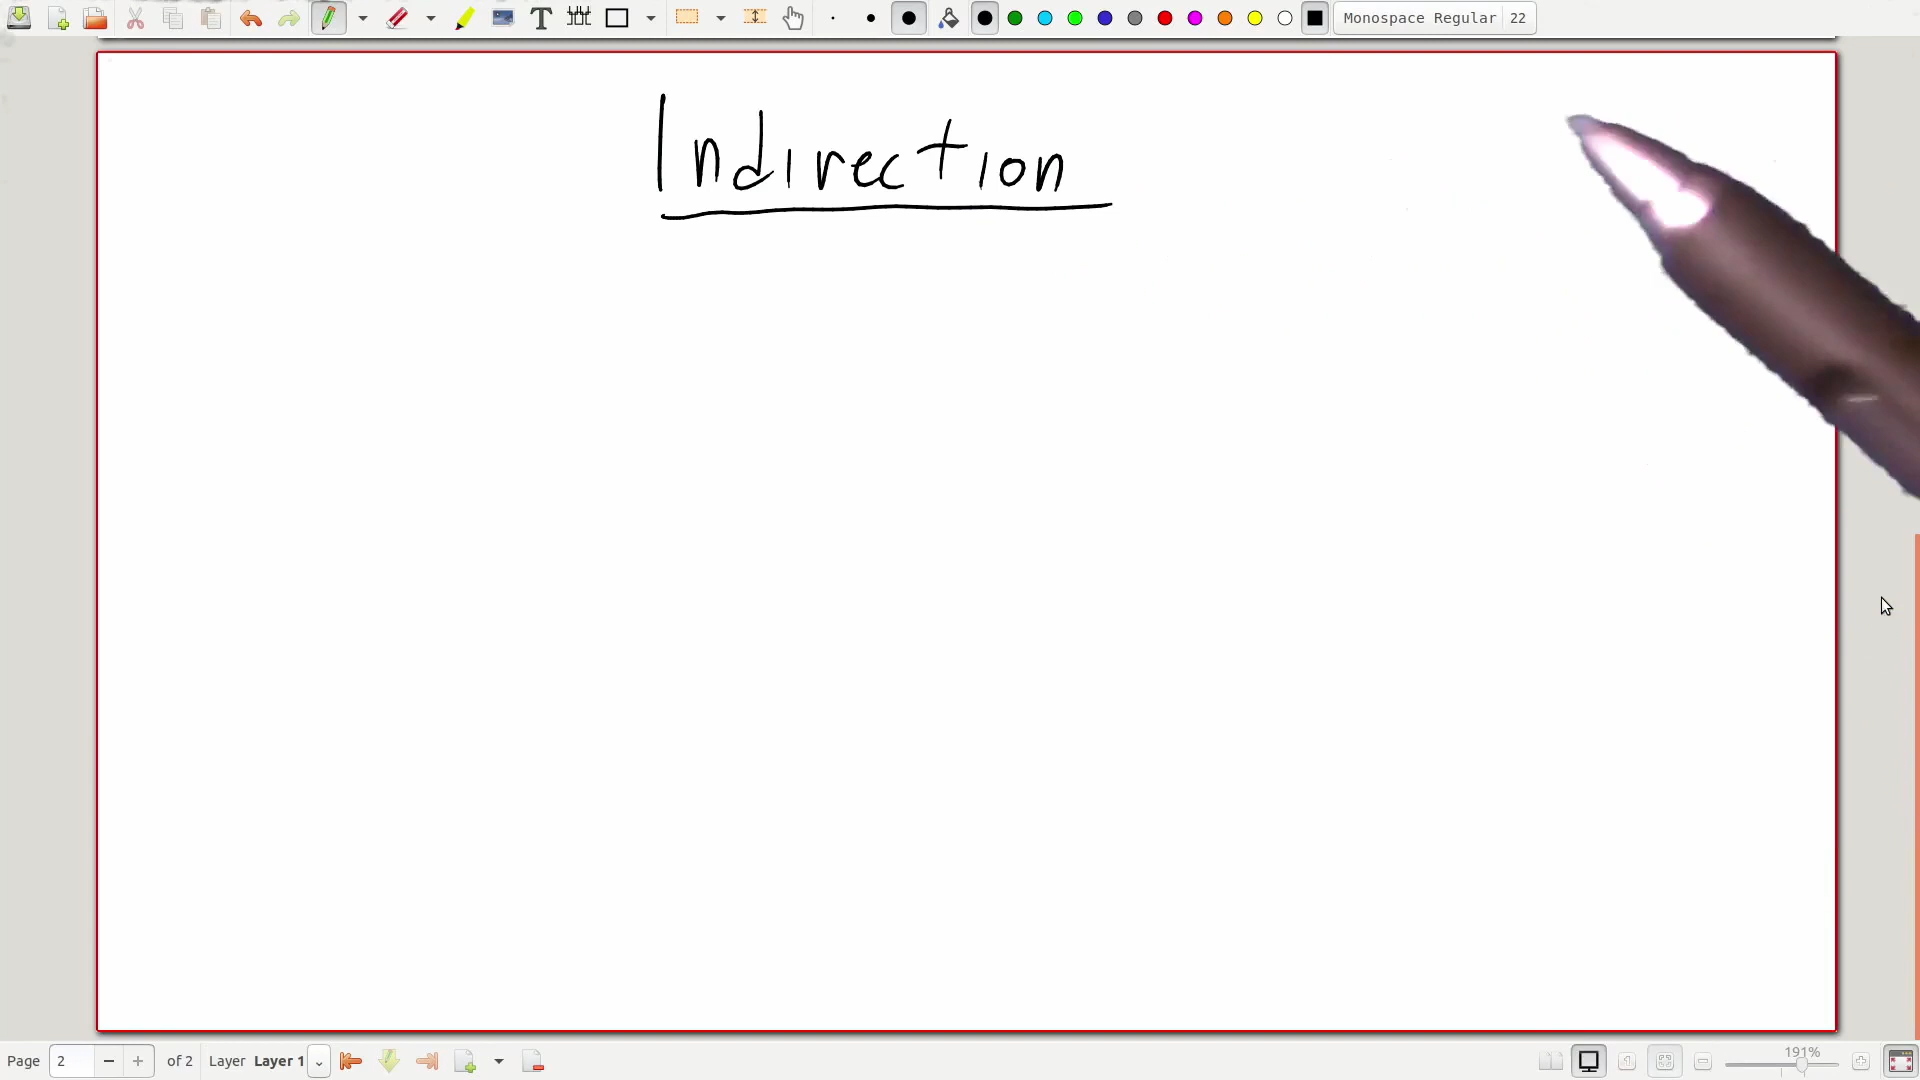 Monospace Regular 22
Indirection
Page 2 of 2 Layer Layer 1 191%